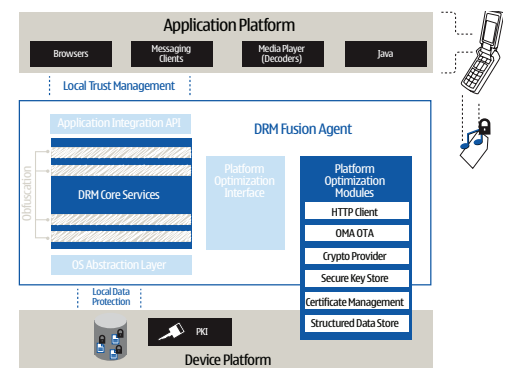 Application Platform
Browsers
Messaging
Clients
Media Player
(Decoders)
Java
Local Trust Management
Application Integration API
DRM Fusion Agent
Obfuscation
DRM Core Services
Platform
Optimization
Interface
Platform
Optimization
Modules
HTTP Client
OMA OTA
Crypto Provider
Secure Key Store
Certificate Management
Structured Data Store
OS Abstraction Layer
Local Data
Protection
PKI
Device Platform